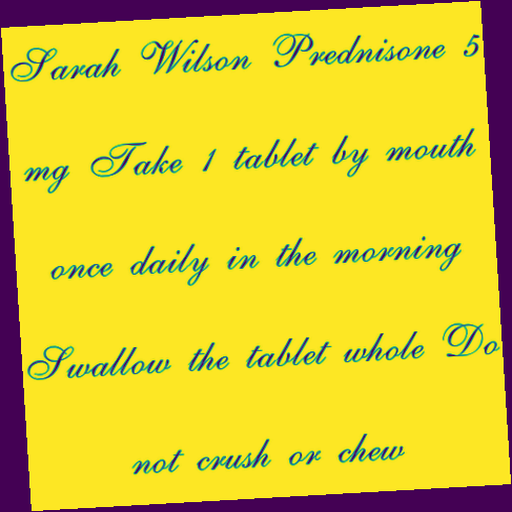 Sarah Wilson Prednisone 5
mg Take 1 tablet by mouth
once daily in the morning
Swallow the tablet whole Do
not crush or chew